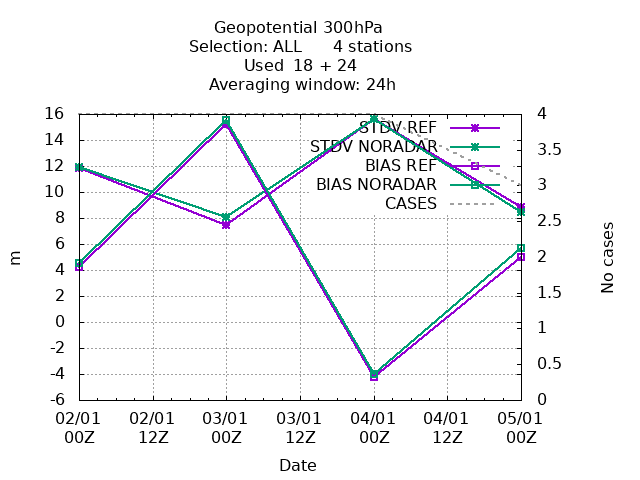 Geopotential 300hPa
Selection: ALL 4 stations
Used 18 + 24
Averaging window: 24h
STDV REF
STDV NORADAR
BIAS REF
BIAS NORADAR
CASES
m
16
14
12
10
8
6
4
2
0
-2
-4
-6
No cases
4
3.5
3
2.5
2
1.5
1
0.5
0
02/01 02/01 03/01 03/01 04/01 04/01 05/01
00Z 12Z 00Z 12Z 00Z 12Z 00Z
Date